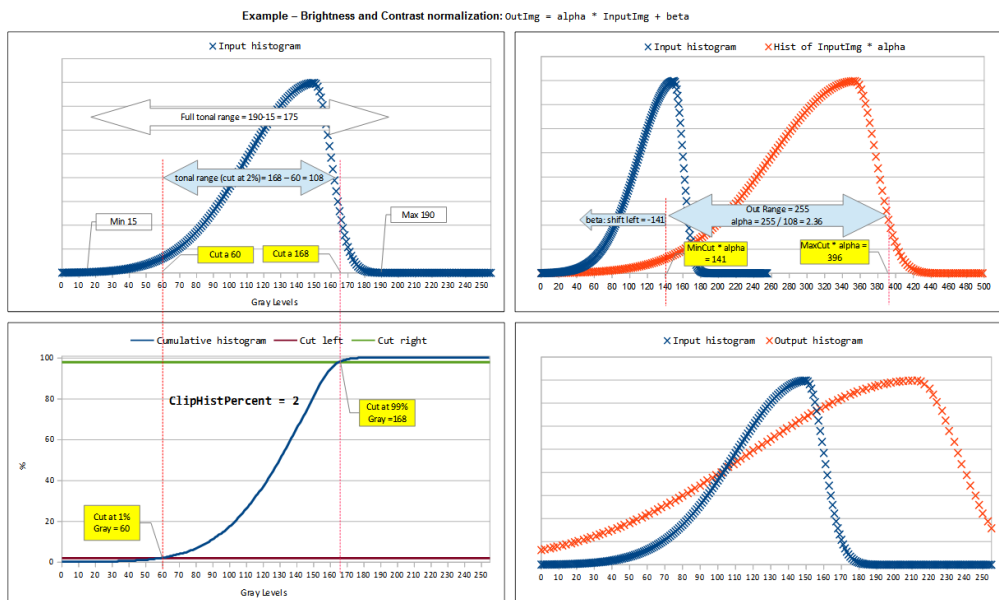 Example – Brightness and Contrast normalization: OutImg = alpha * InputImg + beta
Input histogram
Full tonal range = 190-15 = 175
tonal range (cut at 2%)= 168 – 60 = 108
Min 15
Max 190
Cut a 60
Cut a 168
0 10 20 30 40 50 60 70 80 90 100 110 120 130 140 150 160 170 180 190 200 210 220 230 240 250
Gray Levels
Input histogram
Hist of InputImg * alpha
beta: shift left = -141
Out Range = 255
alpha = 255 / 108 = 2.36
MinCut * alpha
= 141
MaxCut * alpha =
396
0 20 40 60 80 100 120 140 160 180 200 220 240 260 280 300 320 340 360 380 400 420 440 460 480 500
Cumulative histogram
Cut left
Cut right
100
80
60
40
20
0
%
ClipHistPercent = 2
Cut at 99%
Gray =168
Cut at 1%
Gray = 60
0 10 20 30 40 50 60 70 80 90 100 110 120 130 140 150 160 170 180 190 200 210 220 230 240 250
Gray Levels
Input histogram
Output histogram
0 10 20 30 40 50 60 70 80 90 100 110 120 130 140 150 160 170 180 190 200 210 220 230 240 250